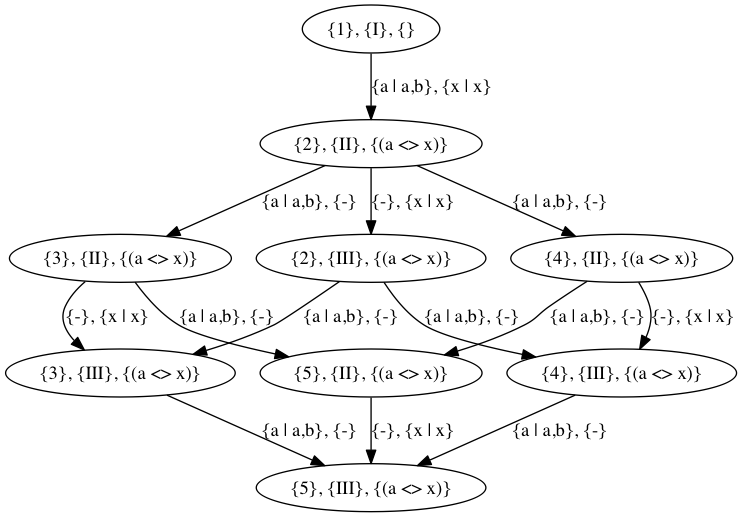 {1}, {I}, {}
{a | a,b}, {x | x}
{2}, {II}, {(a <> x)}
{a | a,b}, {-}
{-}, {x | x}
{a | a,b}, {-}
{3}, {II}, {(a <> x)}
{2}, {III}, {(a <> x)}
{4}, {II}, {(a <> x)}
{-}, {x | x}
{a | a,b}, {-}
{a | a,b}, {-}
{a | a,b}, {-}
{a | a,b}, {-}
{-}, {x | x}
{3}, {III}, {(a <> x)}
{5}, {II}, {(a <> x)}
{4}, {III}, {(a <> x)}
{a | a,b}, {-}
{-}, {x | x}
{a | a,b}, {-}
{5}, {III}, {(a <> x)}